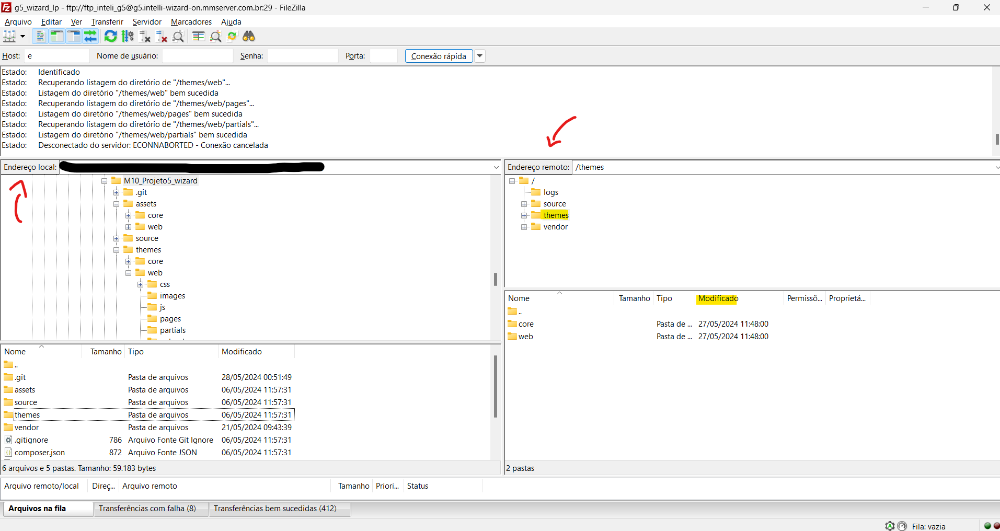 g5_wizard_lp - ftp://ftp_inteli_g5@g5.intelli-wizard-on.mmserver.com.br:29 - FileZilla
Arquivo Editar Ver Transferir Servidor Marcadores Ajuda
Host: e Nome de usuário: Senha: Porta: Conexão rápida
Estado: Identificado
Estado: Recuperando listagem do diretório de "/themes/web"...
Estado: Listagem do diretório "/themes/web" bem sucedida
Estado: Recuperando listagem do diretório de "/themes/web/pages"...
Estado: Listagem do diretório "/themes/web/pages" bem sucedida
Estado: Recuperando listagem do diretório de "/themes/web/partials"...
Estado: Listagem do diretório "/themes/web/partials" bem sucedida
Estado: Desconectado do servidor: ECONNABORTED - Conexão cancelada
Endereço local:
M10_Projeto5_wizard
.git
assets
core
web
source
themes
core
web
css
images
js
pages
partials
Nome Tamanho Tipo Modificado
..
.git Pasta de arquivos 28/05/2024 00:51:49
assets Pasta de arquivos 06/05/2024 11:57:31
source Pasta de arquivos 06/05/2024 11:57:31
themes Pasta de arquivos 06/05/2024 11:57:31
vendor Pasta de arquivos 21/05/2024 09:43:39
.gitignore 786 Arquivo Fonte Git Ignore 06/05/2024 11:57:31
composer.json 872 Arquivo Fonte JSON 06/05/2024 11:57:31
6 arquivos e 5 pastas. Tamanho: 59.183 bytes
Endereço remoto: /themes
/
logs
source
themes
vendor
Nome Tamanho Tipo Modificado Permissõ... Proprietá...
..
core Pasta de ... 27/05/2024 11:48:00
web Pasta de ... 27/05/2024 11:48:00
2 pastas
Arquivo remoto/local Direç... Arquivo remoto Tamanho Priori... Status
Arquivos na fila Transferências com falha (8) Transferências bem sucedidas (412)
Fila: vazia